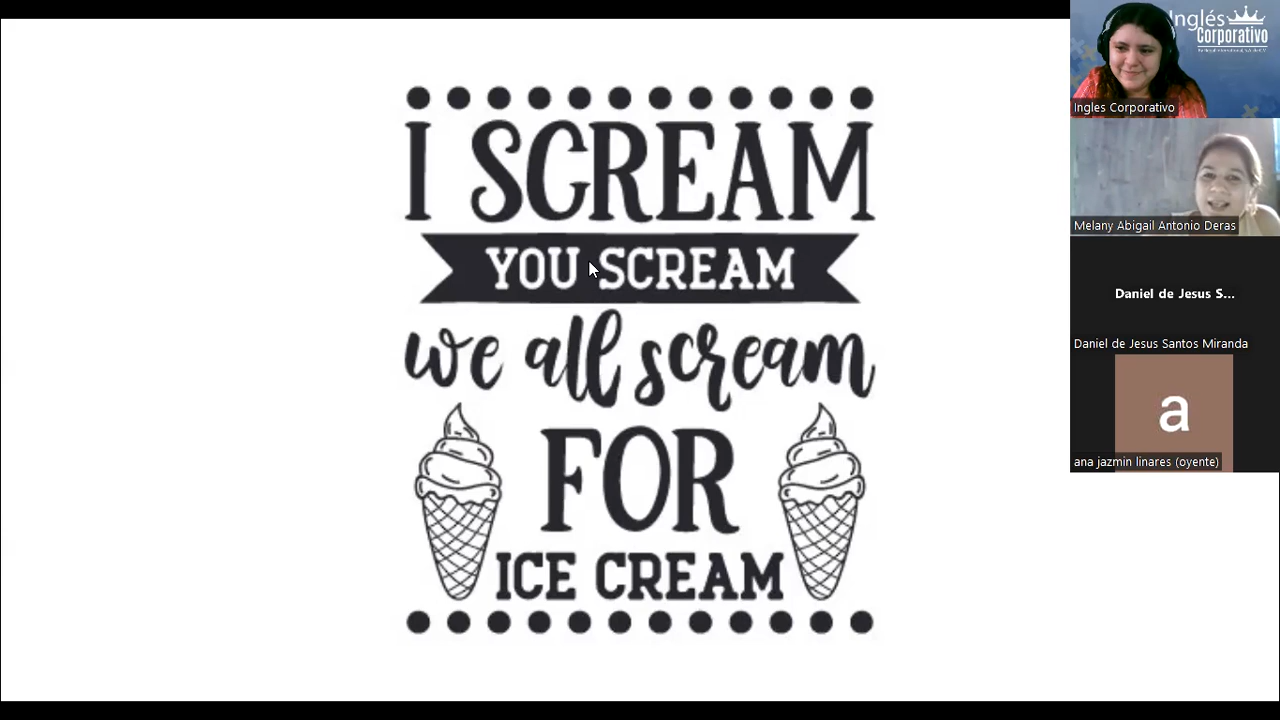 I SCREAM
YOU SCREAM
we all scream
FOR
ICE CREAM
Inglés
Corporativo
Ingles Corporativo
Melany Abigail Antonio Deras
Daniel de Jesus S...
Daniel de Jesus Santos Miranda
a
ana jazmin linares (oyente)